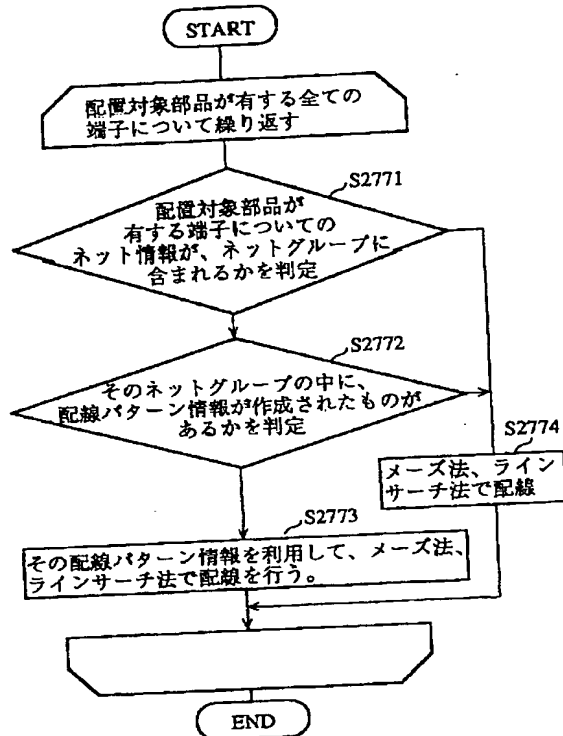 START
配置対象部品が有する全ての
端子について繰り返す
S2771
配置対象部品が
有する端子についての
ネット情報が、ネットグループに
含まれるかを判定
S2772
そのネットグループの中に、
配線パターン情報が作成されたものが
あるかを判定
S2774
メーズ法、ライン
サーチ法で配線
S2773
その配線パターン情報を利用して、メーズ法、
ラインサーチ法で配線を行う。
END